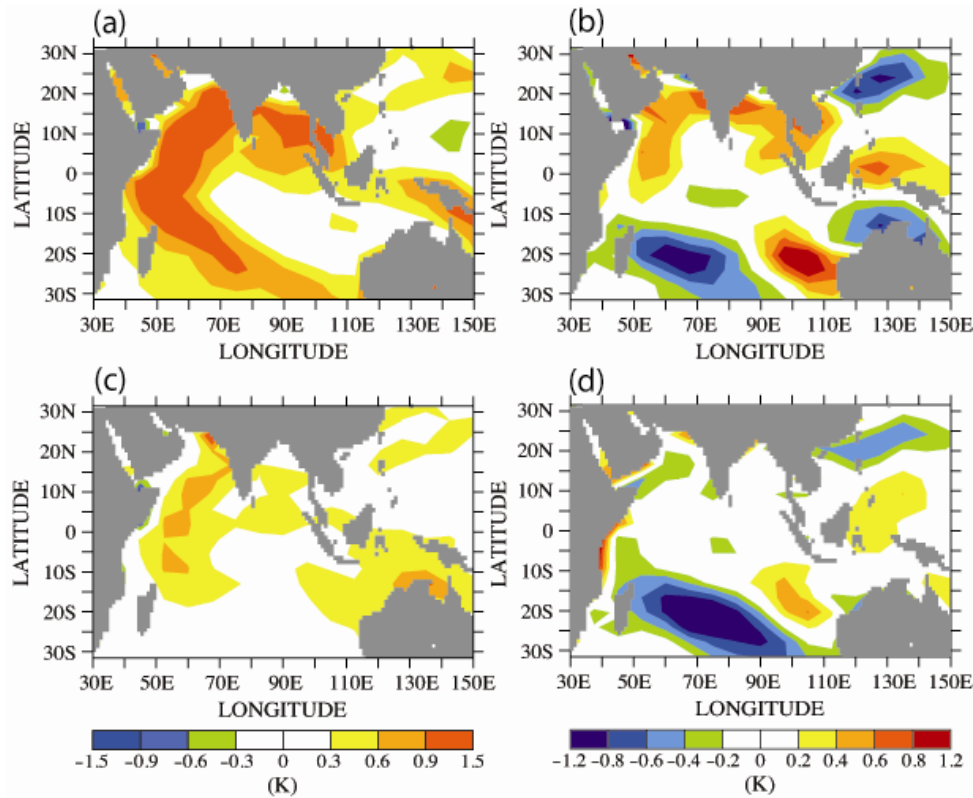 (a) (b)
30N 30N
20N 20N
10N 10N
0 0
10S 10S
20S 20S
30S 30S
LATITUDE LATITUDE
30E 50E 70E 90E 110E 130E 150E 30E 50E 70E 90E 110E 130E 150E
LONGITUDE LONGITUDE
(c) (d)
30N 30N
20N 20N
10N 10N
0 0
10S 10S
20S 20S
30S 30S
LATITUDE LATITUDE
30E 50E 70E 90E 110E 130E 150E 30E 50E 70E 90E 110E 130E 150E
LONGITUDE LONGITUDE
-1.5 -0.9 -0.6 -0.3 0 0.3 0.6 0.9 1.5 -1.2 -0.8 -0.6 -0.4 -0.2 0 0.2 0.4 0.6 0.8 1.2
(K) (K)